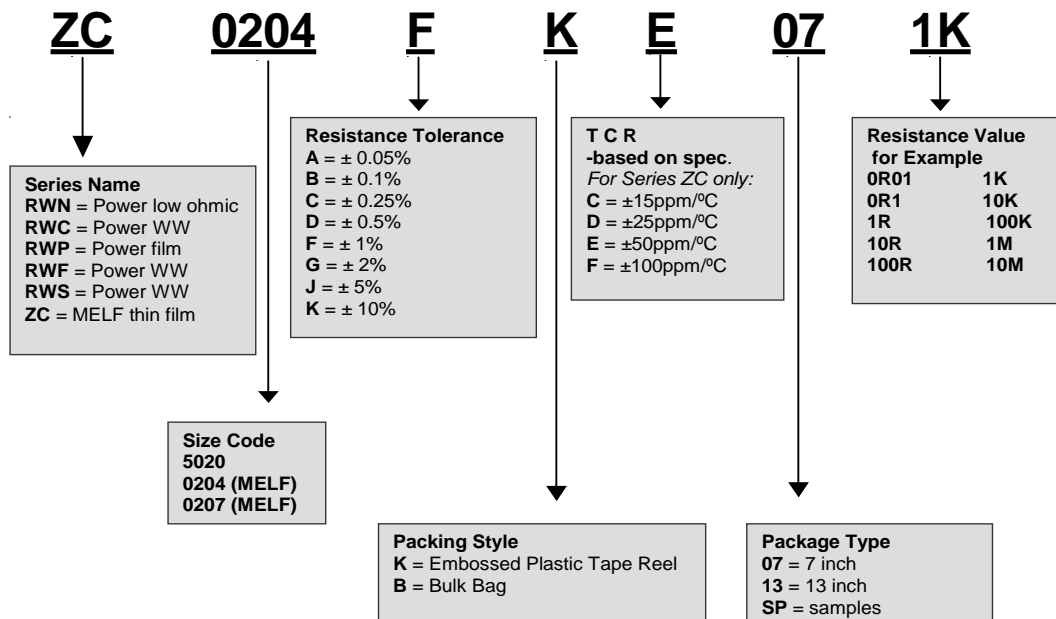 ZC 0204 F K E 07 1K
Series Name
RWN = Power low ohmic
RWC = Power WW
RWP = Power film
RWF = Power WW
RWS = Power WW
ZC = MELF thin film
Size Code
5020
0204 (MELF)
0207 (MELF)
Resistance Tolerance
A = ± 0.05%
B = ± 0.1%
C = ± 0.25%
D = ± 0.5%
F = ± 1%
G = ± 2%
J = ± 5%
K = ± 10%
Packing Style
K = Embossed Plastic Tape Reel
B = Bulk Bag
T C R
-based on spec.
For Series ZC only:
C = ±15ppm/ºC
D = ±25ppm/ºC
E = ±50ppm/ºC
F = ±100ppm/ºC
Package Type
07 = 7 inch
13 = 13 inch
SP = samples
Resistance Value
for Example
0R01 1K
0R1 10K
1R 100K
10R 1M
100R 10M